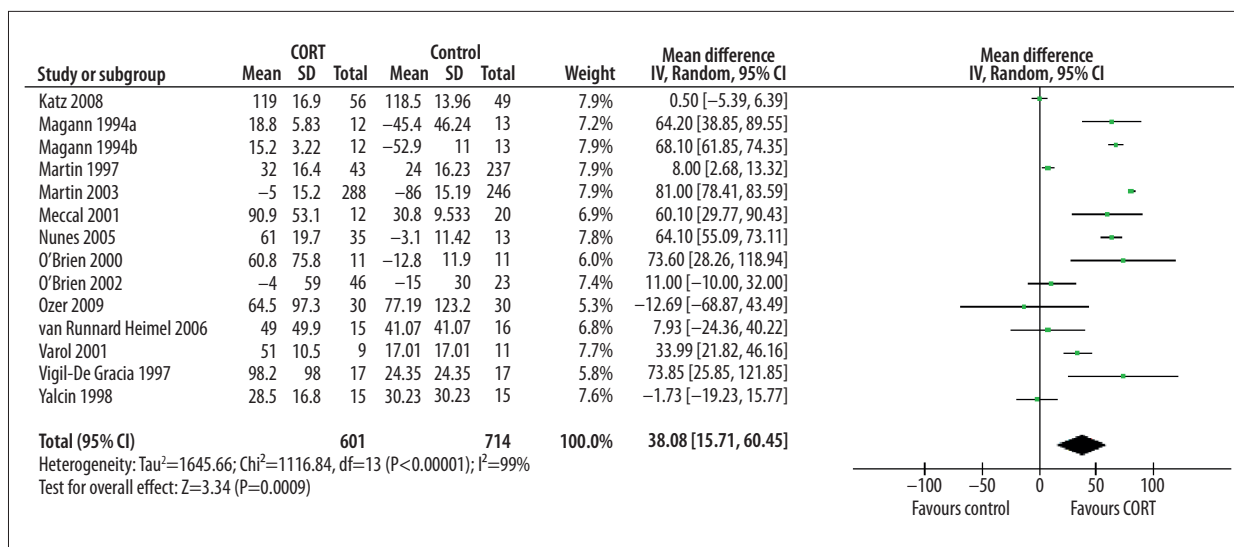 CORT Control Mean difference Mean difference
Study or subgroup Mean SD Total Mean SD Total Weight IV, Random, 95% CI IV, Random, 95% CI
Katz 2008 119 16.9 56 118.5 13.96 49 7.9% 0.50 [−5.39, 6.39]
Magann 1994a 18.8 5.83 12 −45.4 46.24 13 7.2% 64.20 [38.85, 89.55]
Magann 1994b 15.2 3.22 12 −52.9 11 13 7.9% 68.10 [61.85, 74.35]
Martin 1997 32 16.4 43 24 16.23 237 7.9% 8.00 [2.68, 13.32]
Martin 2003 −5 15.2 288 −86 15.19 246 7.9% 81.00 [78.41, 83.59]
Meccal 2001 90.9 53.1 12 30.8 9.533 20 6.9% 60.10 [29.77, 90.43]
Nunes 2005 61 19.7 35 −3.1 11.42 13 7.8% 64.10 [55.09, 73.11]
O'Brien 2000 60.8 75.8 11 −12.8 11.9 11 6.0% 73.60 [28.26, 118.94]
O'Brien 2002 −4 59 46 −15 30 23 7.4% 11.00 [−10.00, 32.00]
Ozer 2009 64.5 97.3 30 77.19 123.2 30 5.3% −12.69 [−68.87, 43.49]
van Runnard Heimel 2006 49 49.9 15 41.07 41.07 16 6.8% 7.93 [−24.36, 40.22]
Varol 2001 51 10.5 9 17.01 17.01 11 7.7% 33.99 [21.82, 46.16]
Vigil-De Gracia 1997 98.2 98 17 24.35 24.35 17 5.8% 73.85 [25.85, 121.85]
Yalcin 1998 28.5 16.8 15 30.23 30.23 15 7.6% −1.73 [−19.23, 15.77]
Total (95% CI) 601 714 100.0% 38.08 [15.71, 60.45]
Heterogeneity: Tau²=1645.66; Chi²=1116.84, df=13 (P<0.00001); I²=99%
Test for overall effect: Z=3.34 (P=0.0009)
−100 −50 0 50 100
Favours control Favours CORT